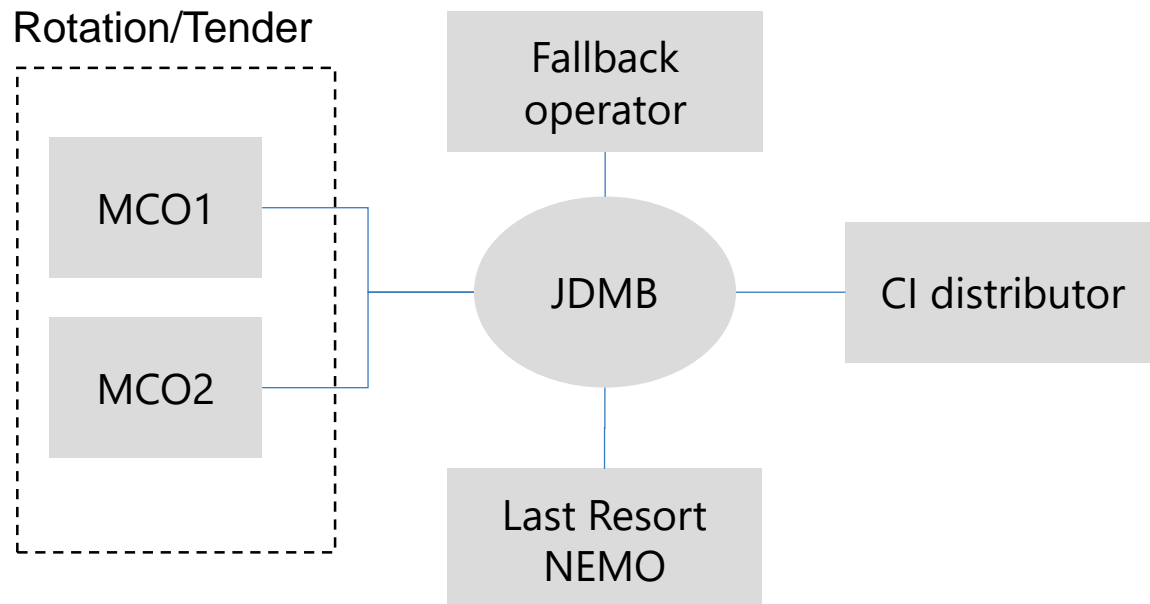 Rotation/Tender
Fallback
operator
MCO1
JDMB
CI distributor
MCO2
Last Resort
NEMO